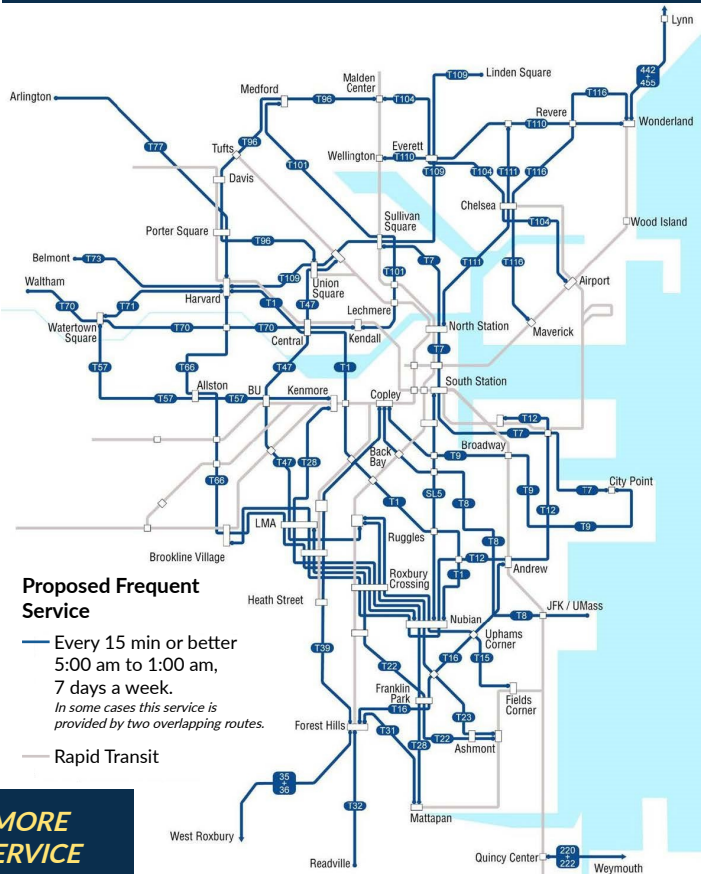 Lynn
442
+
455
Linden Square
T109
Malden
Center
Medford
T96
T104
Arlington
T116
Revere
T110
Wonderland
T77
Tufts
T96
T101
Wellington
T110
Everett
T109
T104
T111
T116
Davis
Chelsea
T104
Wood Island
Porter Square
T96
Sullivan
Square
T7
T111
T116
Belmont
T73
T109
Union
Square
T101
Airport
Waltham
T70
T71
Harvard
T1
T47
Lechmere
Watertown
Square
T70
T70
Central
Kendall
North Station
Maverick
T7
T57
T66
T47
T1
South Station
Allston
T57
T57
BU
Kenmore
Copley
T12
T7
Broadway
T47
T28
Back
Bay
T9
City Point
T7
T66
T1
SL5
T8
T9
T12
T9
LMA
Ruggles
T8
Brookline Village
T12
T1
Andrew
Roxbury
Crossing
Heath Street
Nubian
T8
JFK / UMass
Uphams
Corner
T39
T22
T16
T15
Franklin
Park
T16
Fields
Corner
T23
Forest Hills
T31
T28
T22
Ashmont
35
+
36
T32
Mattapan
West Roxbury
Readville
Quincy Center
220
+
222
Weymouth
Proposed Frequent
Service
Every 15 min or better
5:00 am to 1:00 am,
7 days a week.
In some cases this service is
provided by two overlapping routes.
Rapid Transit
MORE
ERVICE